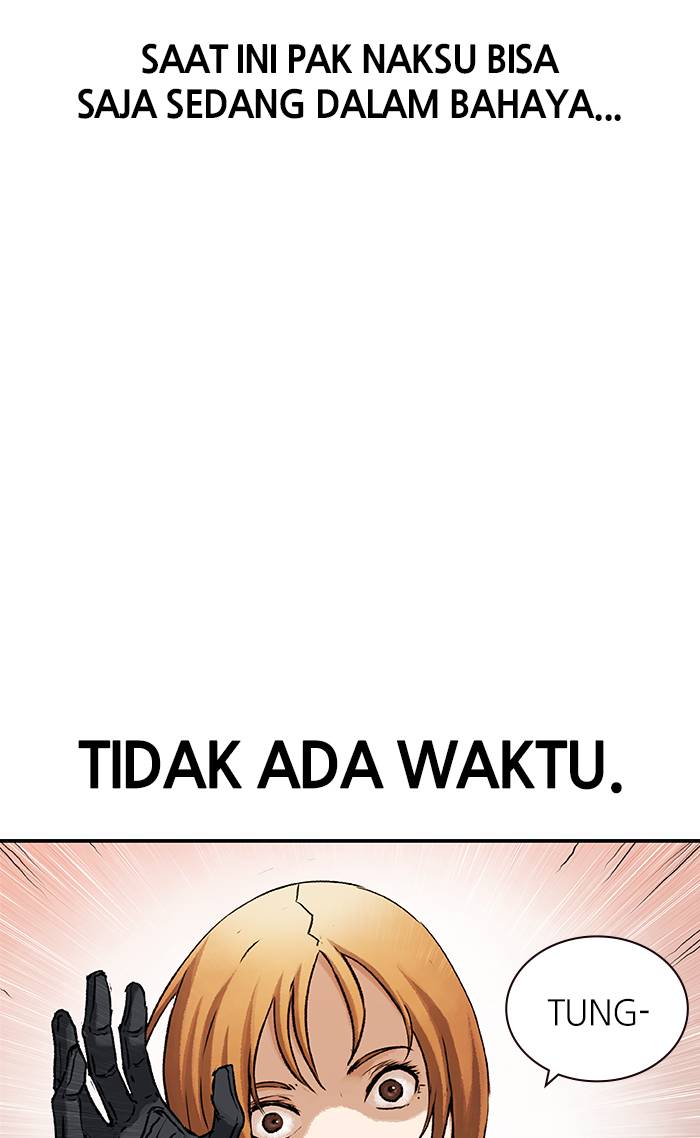 SAAT INI PAK NAKSU BISA
SAJA SEDANG DALAM BAHAYA...
TIDAK ADA WAKTU.
TUNG-